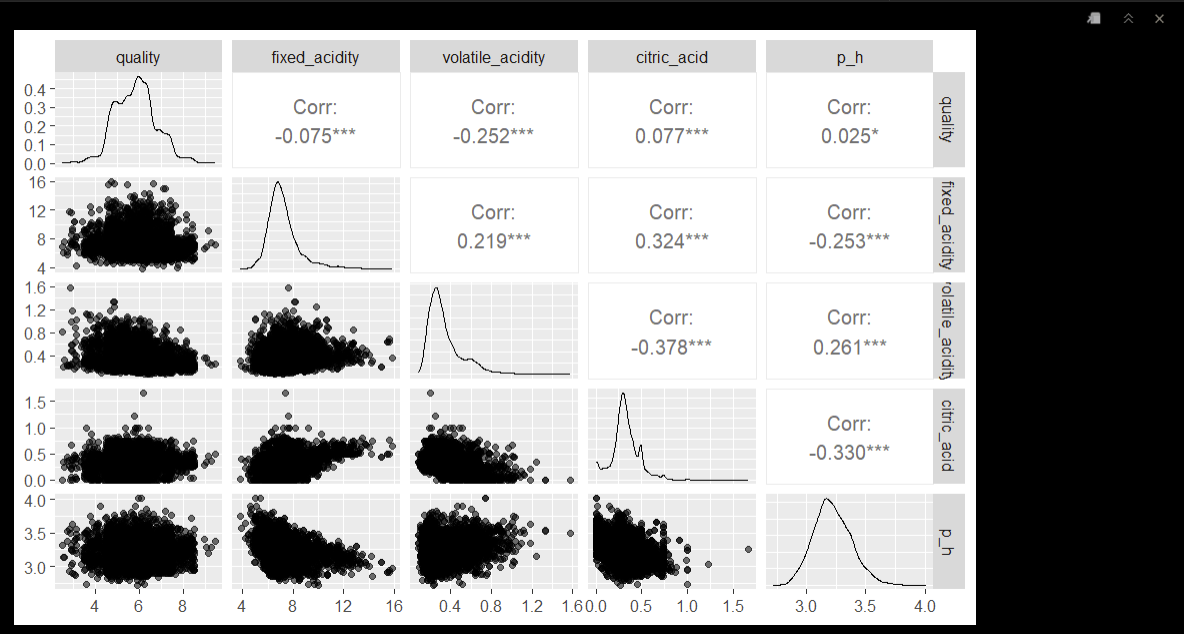 quality fixed_acidity volatile_acidity citric_acid p_h
0.4
0.3
0.2
0.1
0.0
Corr:
-0.075***
Corr:
-0.252***
Corr:
0.077***
Corr:
0.025*
quality
16
12
8
4
Corr:
0.219***
Corr:
0.324***
Corr:
-0.253***
fixed_acidity
1.6
1.2
0.8
0.4
Corr:
-0.378***
Corr:
0.261***
volatile_acidity
1.5
1.0
0.5
0.0
Corr:
-0.330***
citric_acid
4.0
3.5
3.0
p_h
4 6 8 4 8 12 16 0.4 0.8 1.2 1.6 0.0 0.5 1.0 1.5 3.0 3.5 4.0